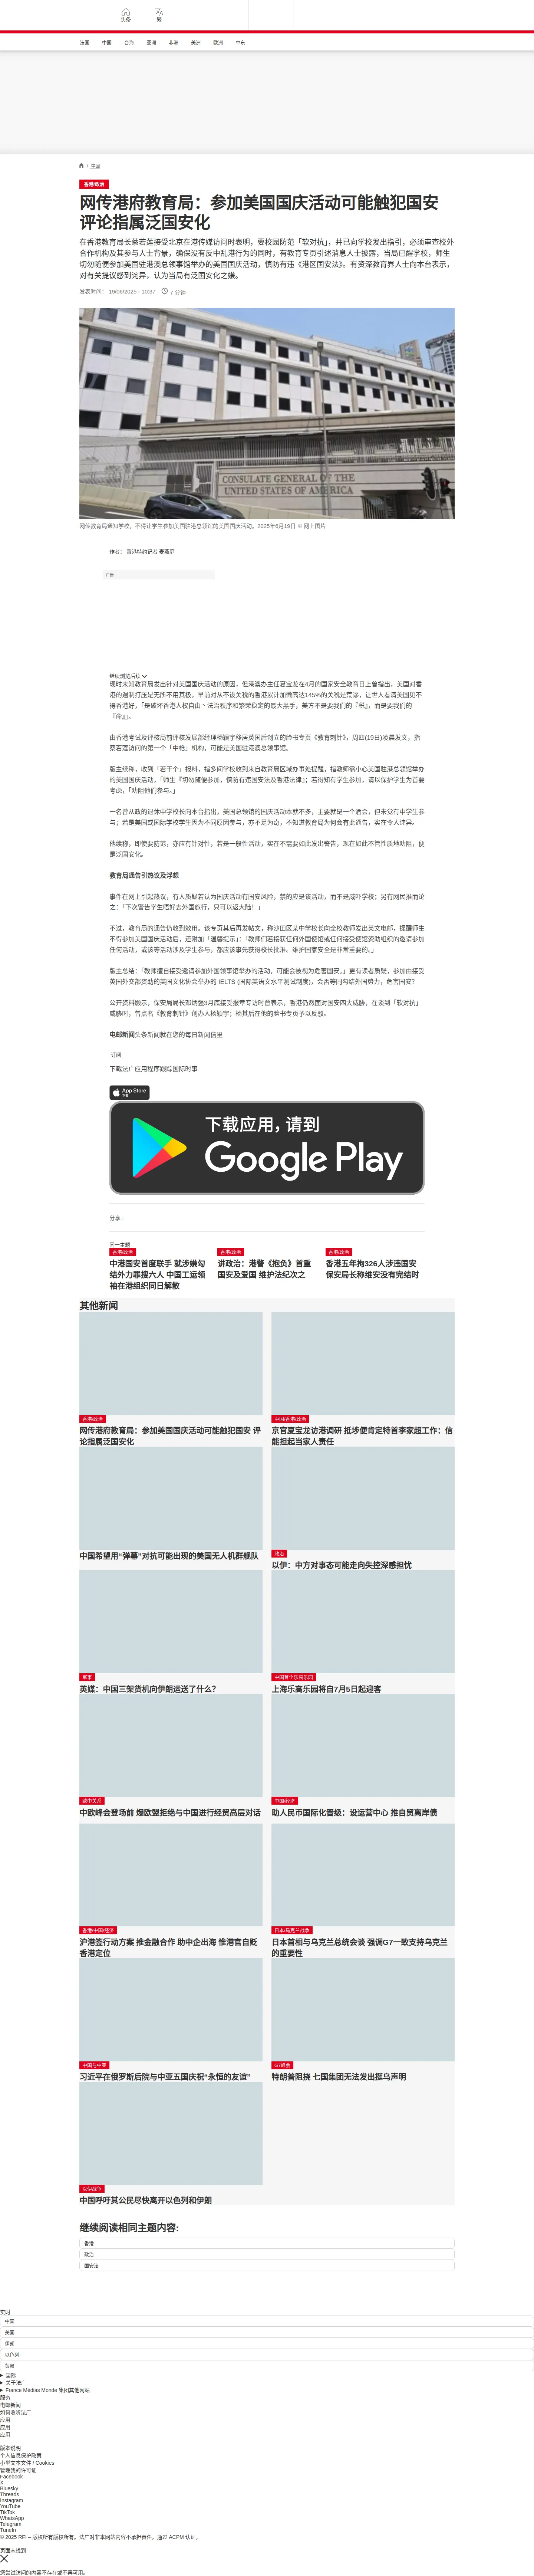 头条
繁
法国
中国
台海
亚洲
非洲
美洲
欧洲
中东
/ 中国
香港/政治
网传港府教育局：参加美国国庆活动可能触犯国安
评论指属泛国安化
在香港教育局长蔡若莲接受北京在港传媒访问时表明，要校园防范「软对抗」，并已向学校发出指引，必须审查校外
合作机构及其参与人士背景，确保没有反中乱港行为的同时，有教育专页引述消息人士披露，当局已醒学校，师生
切勿随便参加美国驻港总领事馆举办的美国国庆活动，慎防有违《港区国安法》。有资深教育界人士向本台表示，
对有关提议感到诧异，认为当局有泛国安化之嫌。
发表时间： 19/06/2025 - 10:37
7 分钟
CONSULATE GENERAL OF THE
UNITED STATES OF AMERICA
网传教育局通知学校，不得让学生参加美国驻港总领馆的美国国庆活动。2025年6月19日 © 网上图片
作者： 香港特约记者 麦燕庭
广告
继续浏览后续
现时未知教育局发出针对美国国庆活动的原因，但港澳办主任夏宝龙在4月的国家安全教育日上曾指出，美国对香
港的遏制打压是无所不用其极，早前对从不设关税的香港累计加徵高达145%的关税是荒谬，让世人看清美国见不
得香港好，「是破坏香港人权自由丶法治秩序和繁荣稳定的最大黑手，美方不是要我们的『税』，而是要我们的
『命』」。
由香港考试及评核局前评核发展部经理杨颖宇移居英国后创立的脸书专页《教育刺针》，周四(19日)凌晨发文，指
蔡若莲访问的第一个「中枪」机构，可能是美国驻港澳总领事馆。
版主续称，收到「若干个」报料，指多间学校收到来自教育局区域办事处提醒，指教师需小心美国驻港总领馆举办
的美国国庆活动，「师生『切勿随便参加，慎防有违国安法及香港法律』；若得知有学生参加，请以保护学生为首要
考虑，「劝阻他们参与。」
一名曾从政的退休中学校长向本台指出，美国总领馆的国庆活动本就不多，主要就是一个酒会，但未觉有中学生参
与；若是美国或国际学校学生因为不同原因参与，亦不足为奇，不知道教育局为何会有此通告，实在令人诧异。
他续称，即使要防范，亦应有针对性，若是一般性活动，实在不需要如此发出警告，现在如此不管性质地劝阻，便
是泛国安化。
教育局通告引热议及浮想
事件在网上引起热议，有人质疑若认为国庆活动有国安风险，禁的应是该活动，而不是威吓学校；另有网民推而论
之：「下次警告学生唔好去外国旅行，只可以返大陆！」
不过，教育局的通告仍收到效用。该专页其后再发帖文，称沙田区某中学校长向全校教师发出英文电邮，提醒师生
不得参加美国国庆活动后，还附加「温馨提示」：「教师们若接获任何外国使馆或任何接受使馆资助组织的邀请参加
任何活动，或该等活动涉及学生参与，都应该事先获得校长批准。维护国家安全是非常重要的。」
版主总结：「教师擅自接受邀请参加外国领事馆举办的活动，可能会被视为危害国安。」更有读者质疑，参加由接受
英国外交部资助的英国文化协会举办的 IELTS (国际英语文水平测试制度)，会否等同勾结外国势力，危害国安？
公开资料顯示，保安局局长邓炳强3月底接受报章专访时曾表示，香港仍然面对国安四大威胁，在谈到「软对抗」
威胁时，曾点名《教育刺针》创办人杨颖宇；杨其后在他的脸书专页予以反驳。
电邮新闻头条新闻就在您的每日新闻信里
订阅
下载法广应用程序跟踪国际时事
App Store
下载
下载应用，请到
Google Play
分享 :
同一主题
香港/政治
中港国安首度联手 就涉嫌勾
结外力罪搜六人 中国工运领
袖在港组织同日解散
香港/政治
讲政治：港警《抱负》首重
国安及爱国 维护法纪次之
香港/政治
香港五年拘326人涉违国安
保安局长称维安没有完结时
其他新闻
香港/政治
网传港府教育局：参加美国国庆活动可能触犯国安 评
论指属泛国安化
中国/香港/政治
京官夏宝龙访港调研 抵埗便肯定特首李家超工作：信
能担起当家人责任
中国希望用“弹幕”对抗可能出现的美国无人机群舰队
政治
以伊：中方对事态可能走向失控深感担忧
军事
英媒：中国三架货机向伊朗运送了什么？
中国首个乐高乐园
上海乐高乐园将自7月5日起迎客
欧中关系
中欧峰会登场前 爆欧盟拒绝与中国进行经贸高层对话
中国/经济
助人民币国际化晋级：设运营中心 推自贸离岸债
香港/中国/经济
沪港签行动方案 推金融合作 助中企出海 惟港官自贬
香港定位
日本/乌克兰战争
日本首相与乌克兰总统会谈 强调G7一致支持乌克兰
的重要性
中国与中亚
习近平在俄罗斯后院与中亚五国庆祝“永恒的友谊”
G7峰会
特朗普阻挠 七国集团无法发出挺乌声明
以伊战争
中国呼吁其公民尽快离开以色列和伊朗
继续阅读相同主题内容:
香港
政治
国安法
实时
中国
美国
伊朗
以色列
贸易
国际
关于法广
France Médias Monde 集团其他网站
服务
电邮新闻
如何收听法广
应用
应用
应用
版本说明
个人信息保护政策
小型文本文件 / Cookies
管理我的许可证
Facebook
X
Bluesky
Threads
Instagram
YouTube
TikTok
WhatsApp
Telegram
TuneIn
© 2025 RFI – 版权所有版权所有。法广对非本网站内容不承担责任。通过 ACPM 认证。
页面未找到
您尝试访问的内容不存在或不再可用。